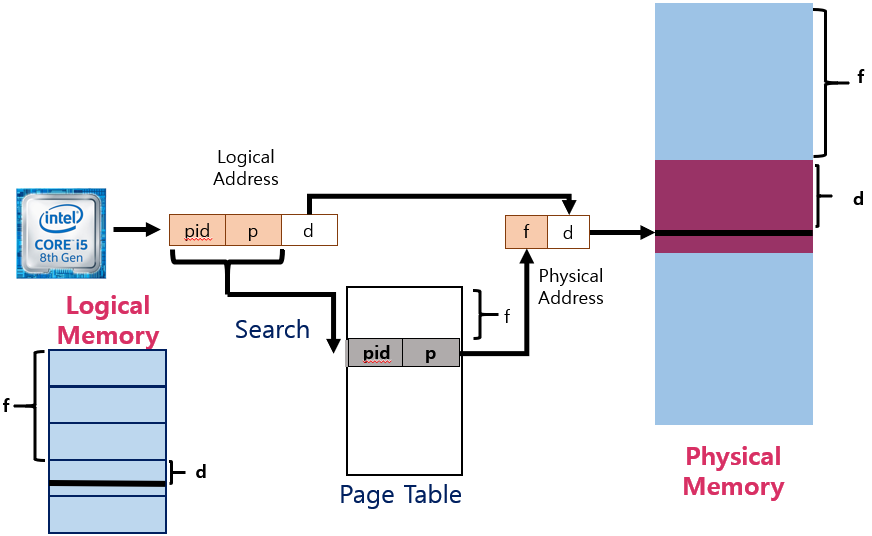 f
d
Logical
Address
intel
CORE i5
8th Gen
pid p d
f d
Physical
Address
Logical
Memory
Search
f
pid p
f
d
Page Table
Physical
Memory